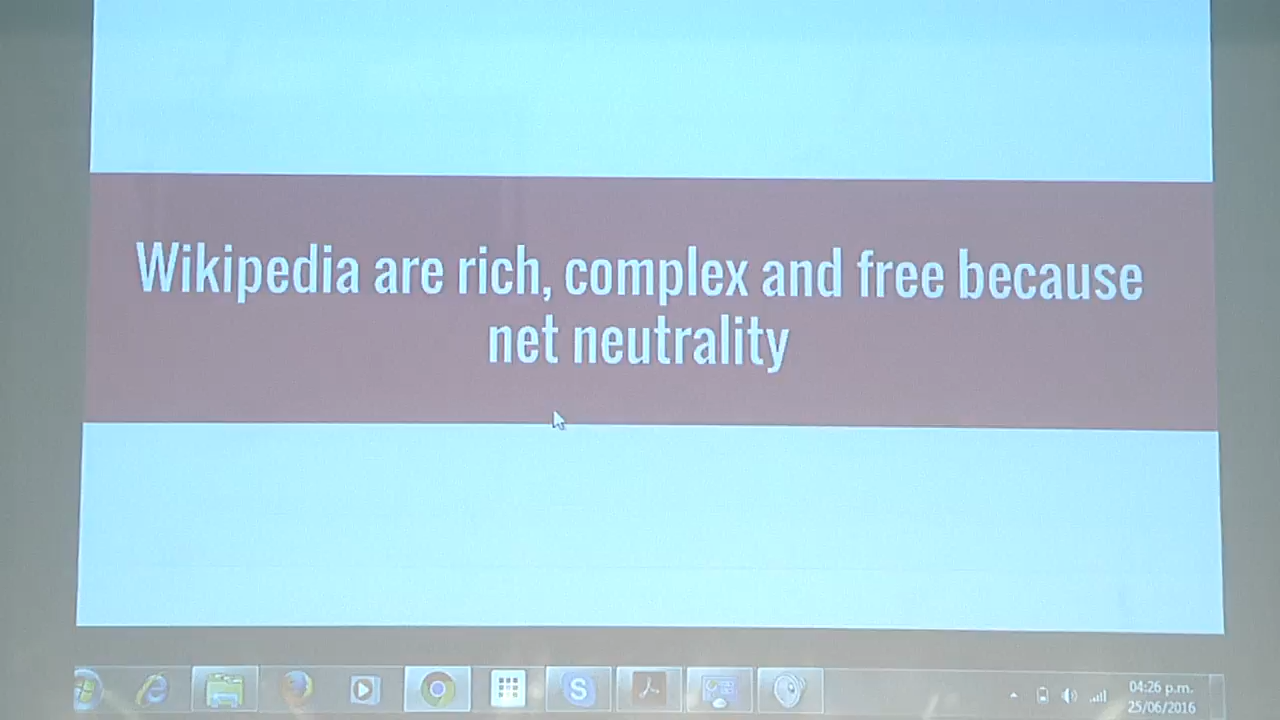 Wikipedia are rich, complex and free because
net neutrality
04:26 p.m.
25/06/2016